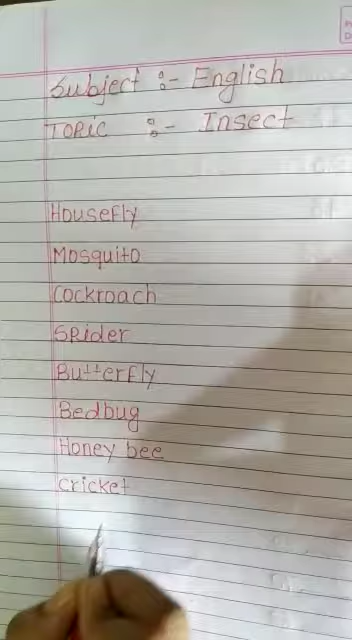 Subject :- English
Topic :- Insect
Housefly
Mosquito
Cockroach
SPider
Butterfly
Bedbug
Honey bee
cricket